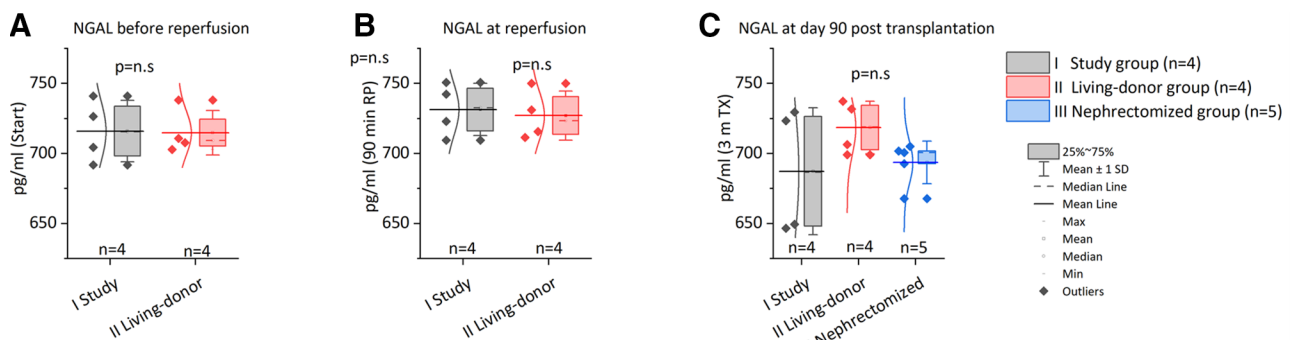 A
NGAL before reperfusion
p=n.s
pg/ml (Start)
750
700
650
n=4
n=4
I Study
II Living-donor
B
NGAL at reperfusion
p=n.s
p=n.s
pg/ml (90 min RP)
750
700
650
n=4
n=4
I Study
II Living-donor
C
NGAL at day 90 post transplantation
p=n.s
pg/ml (3 m TX)
750
700
650
n=4
n=4
n=5
I Study
II Living-donor
Nephrectomized
I Study group (n=4)
II Living-donor group (n=4)
III Nephrectomized group (n=5)
25%~75%
Mean ± 1 SD
Median Line
Mean Line
Max
Mean
Median
Min
Outliers